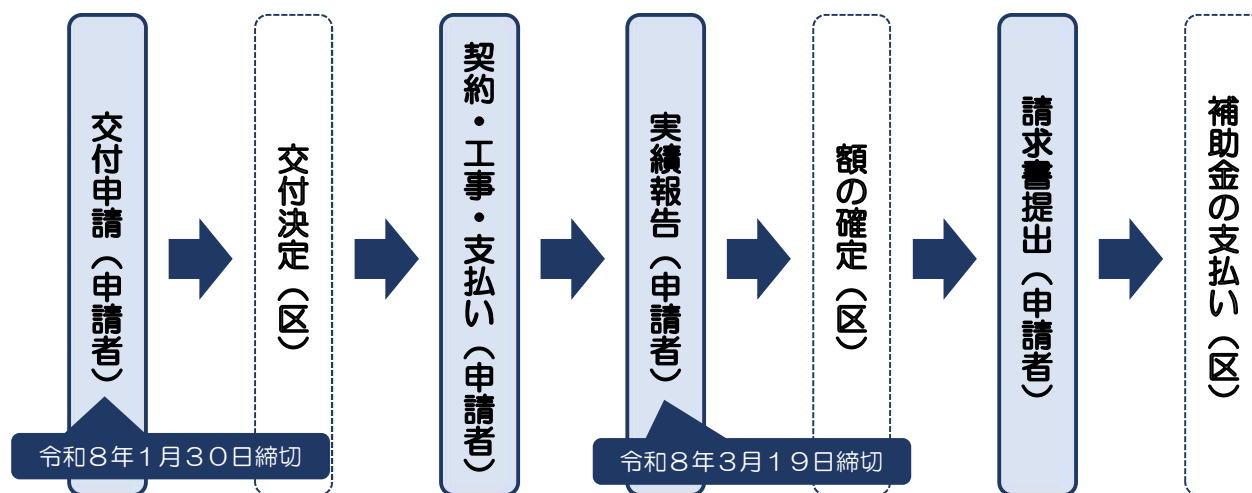 交付申請（申請者）
交付決定（区）
契約・工事・支払い（申請者）
実績報告（申請者）
額の確定（区）
請求書提出（申請者）
補助金の支払い（区）
令和８年１月３０日締切
令和８年３月１９日締切